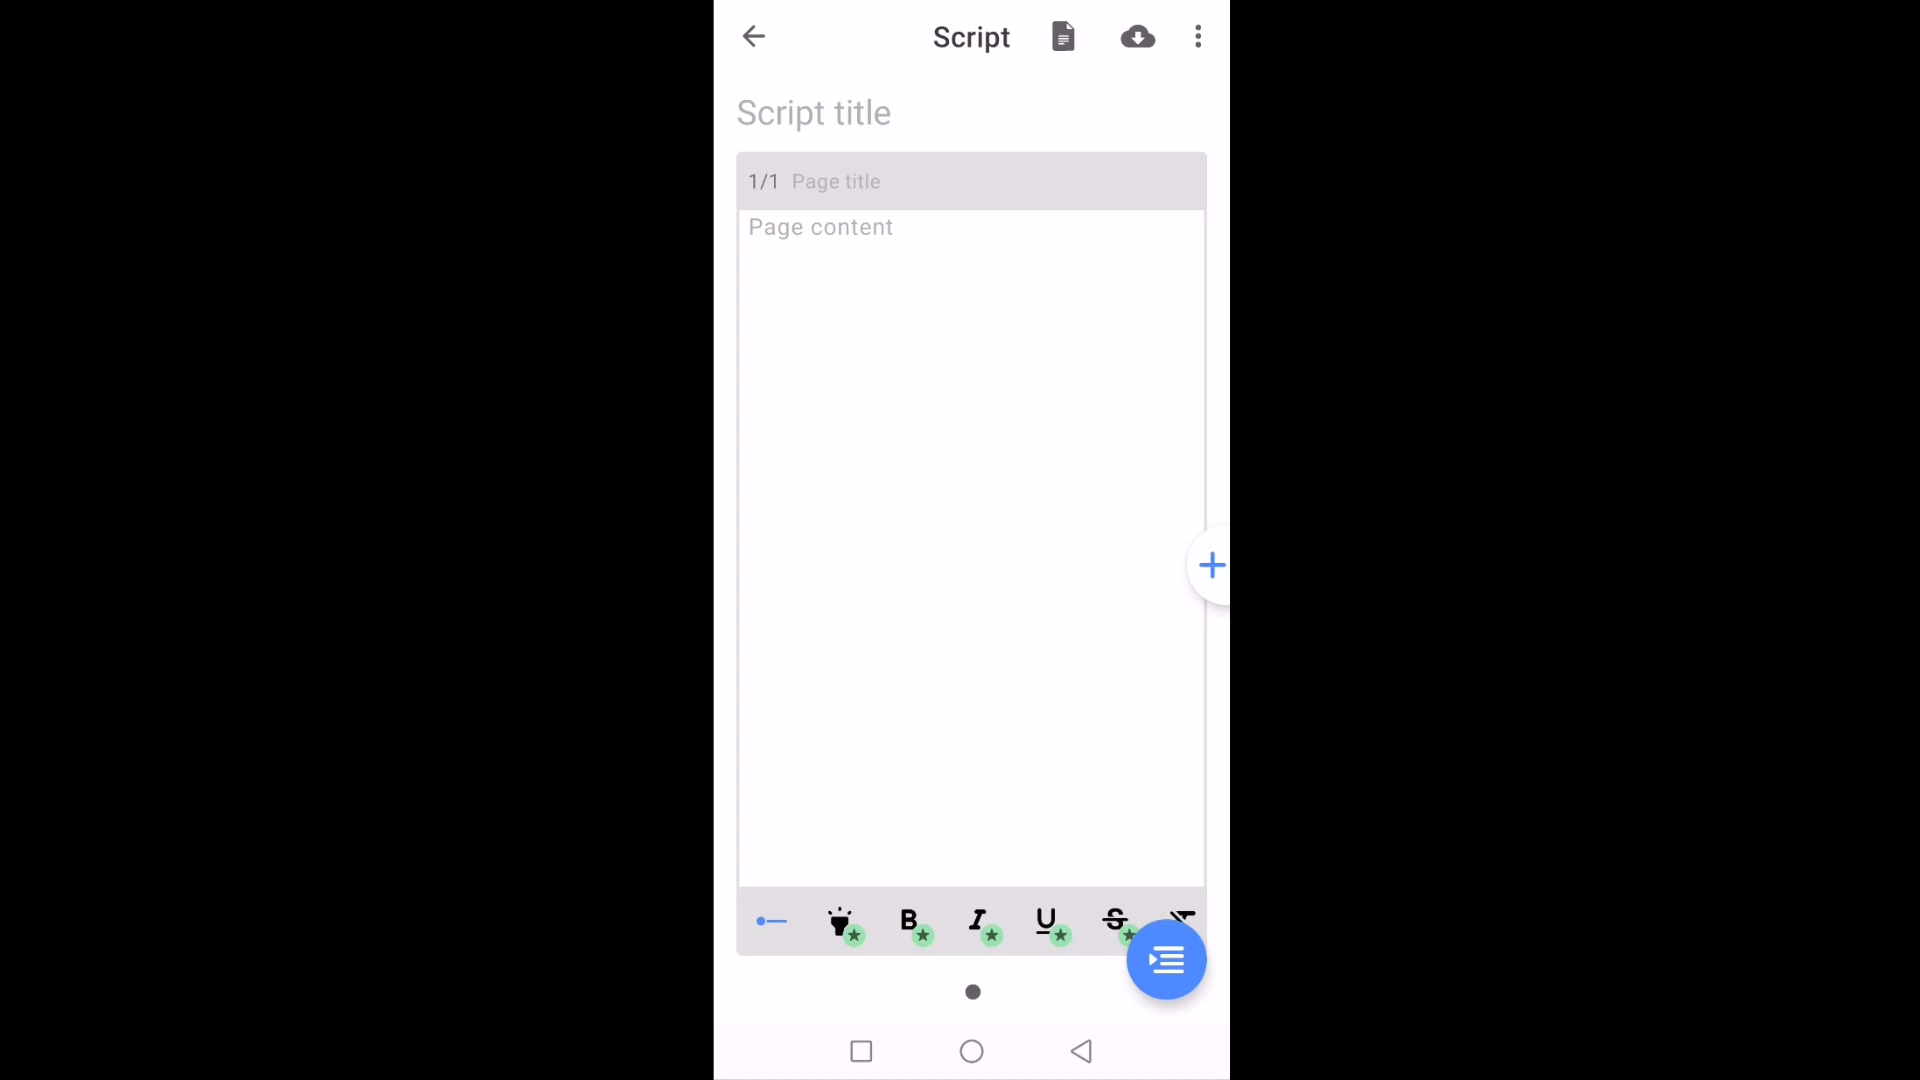 Script
Script title
1/1 Page title
Page content
B I U S